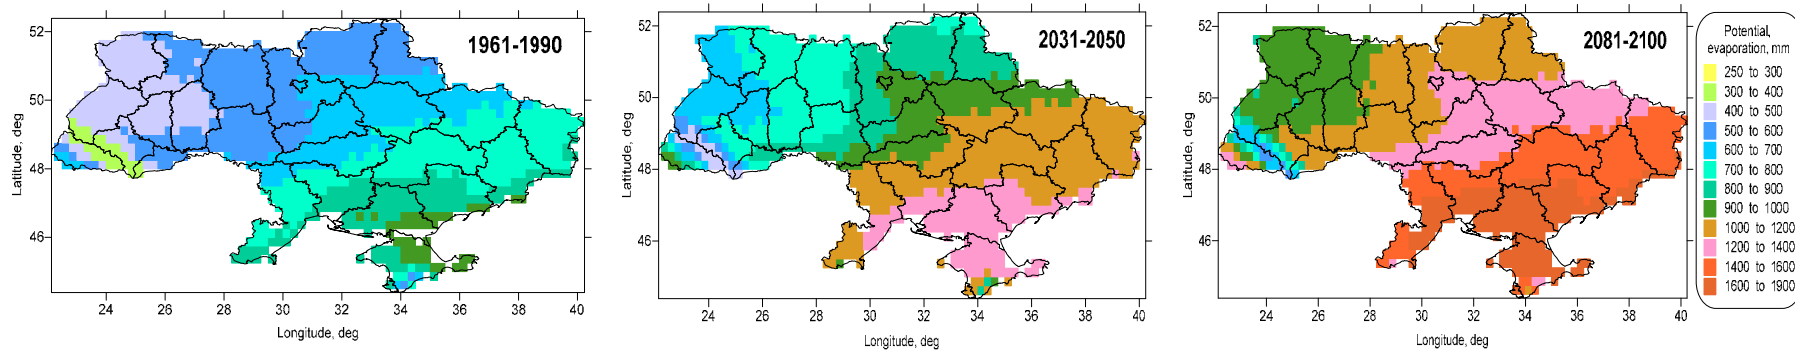 1961-1990
52
50
48
46
Latitude, deg
24
26
28
30
32
34
36
38
40
Longitude, deg
2031-2050
52
50
48
46
Latitude, deg
24
26
28
30
32
34
36
38
40
Longitude, deg
2081-2100
52
50
48
46
Latitude, deg
24
26
28
30
32
34
36
38
40
Longitude, deg
Potential,
evaporation, mm
250 to 300
300 to 400
400 to 500
500 to 600
600 to 700
700 to 800
800 to 900
900 to 1000
1000 to 1200
1200 to 1400
1400 to 1600
1600 to 1900